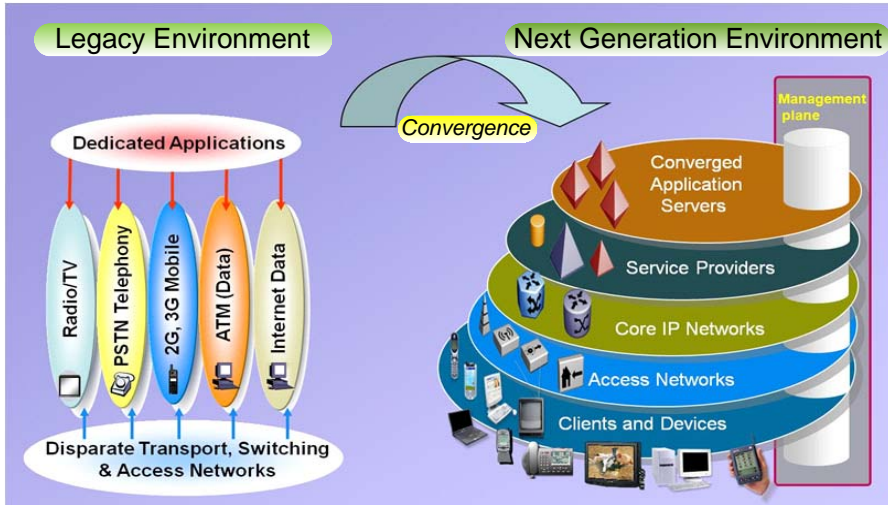 Legacy Environment
Next Generation Environment
Convergence
Dedicated Applications
Radio/TV
PSTN Telephony
2G, 3G Mobile
ATM (Data)
Internet Data
Disparate Transport, Switching
& Access Networks
Management
plane
Converged
Application
Servers
Service Providers
Core IP Networks
Access Networks
Clients and Devices